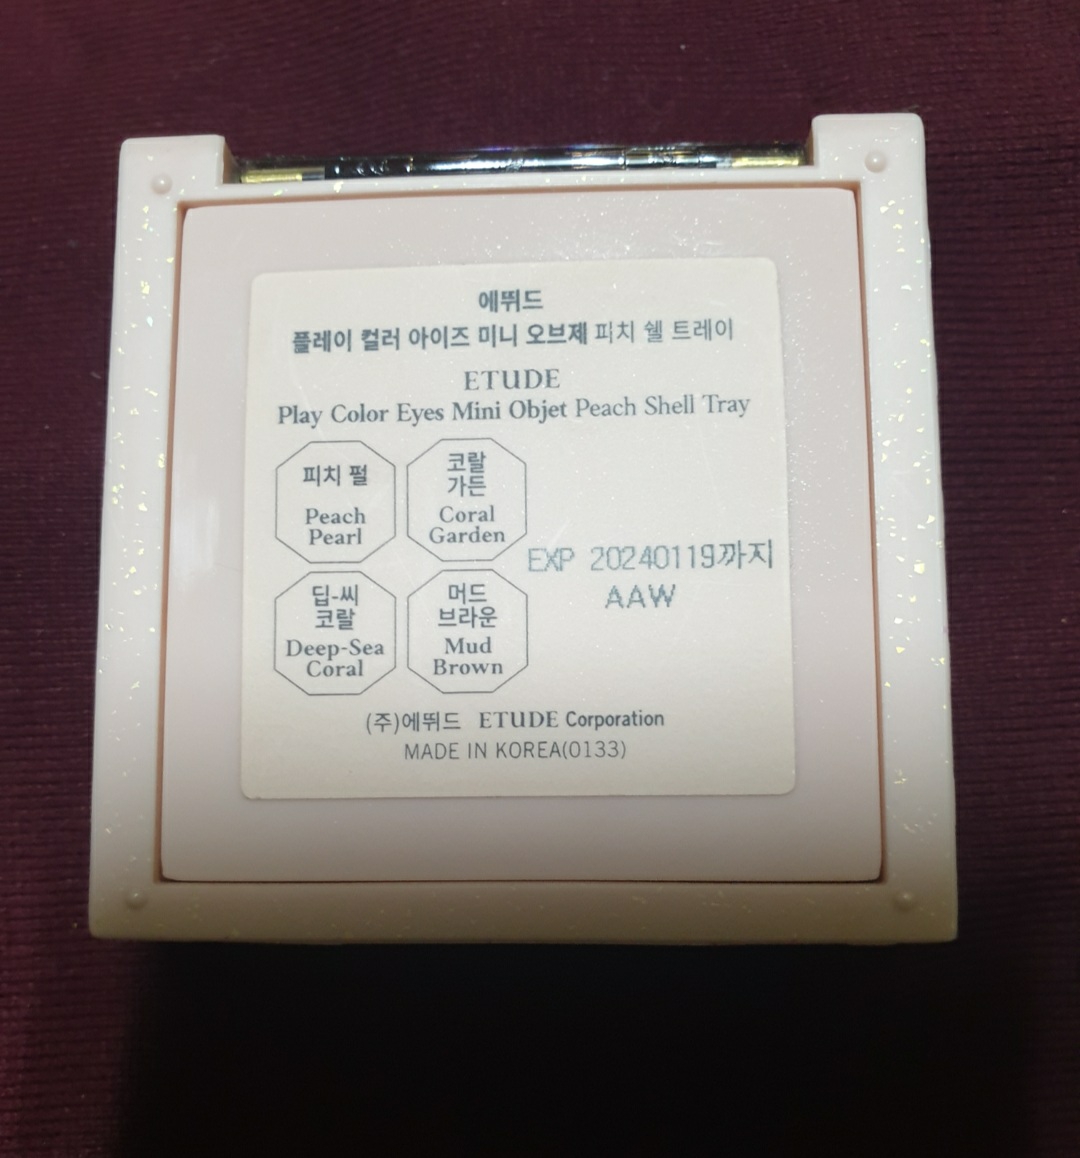 에뛰드
플레이 컬러 아이즈 미니 오브제 피치 쉘 트레이
ETUDE
Play Color Eyes Mini Objet Peach Shell Tray
피치 펄
Peach
Pearl
코랄
가든
Coral
Garden
딥-씨
코랄
Deep-Sea
Coral
머드
브라운
Mud
Brown
EXP 20240119까지
AAW
(주)에뛰드 ETUDE Corporation
MADE IN KOREA(0133)